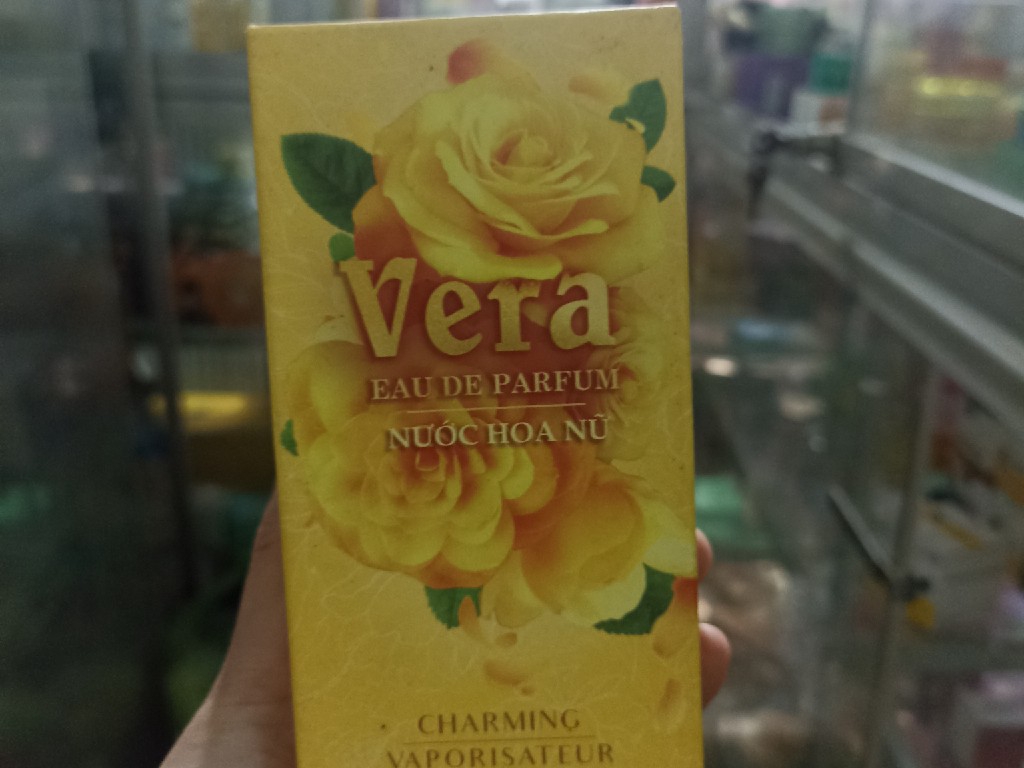 Vera
EAU DE PARFUM
NƯỚC HOA NỮ
CHARMING
VAPORISATEUR